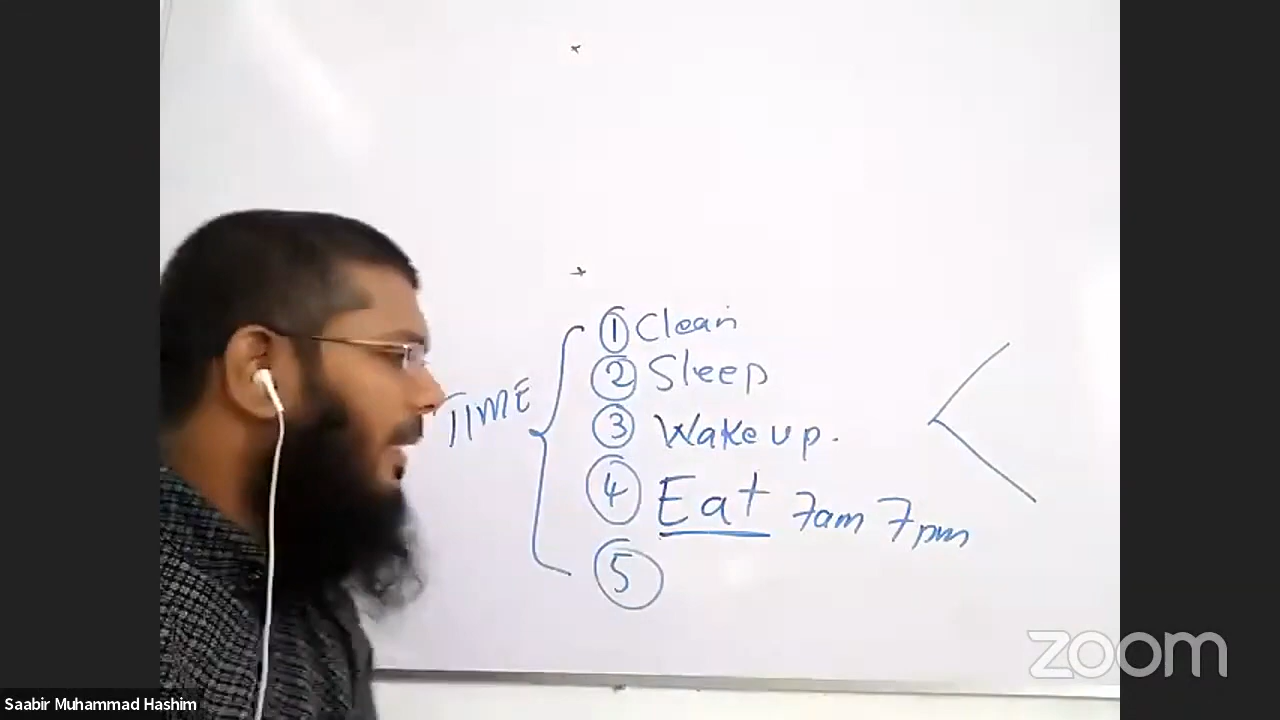 ① Clean
② Sleep
TIME
③ Wake up.
④ Eat 7am 7pm
⑤
zoom
Saabir Muhammad Hashim